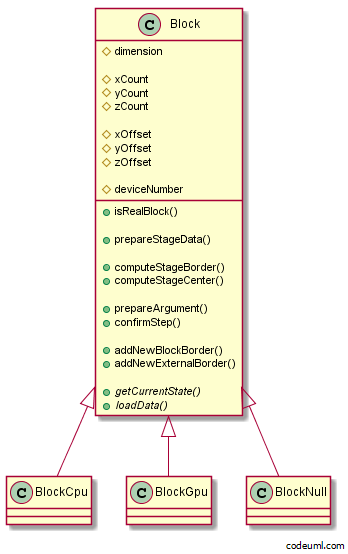 C Block
dimension
xCount
yCount
zCount
xOffset
yOffset
zOffset
deviceNumber
isRealBlock()
prepareStageData()
computeStageBorder()
computeStageCenter()
prepareArgument()
confirmStep()
addNewBlockBorder()
addNewExternalBorder()
getCurrentState()
loadData()
C BlockCpu
C BlockGpu
C BlockNull
codeuml.com